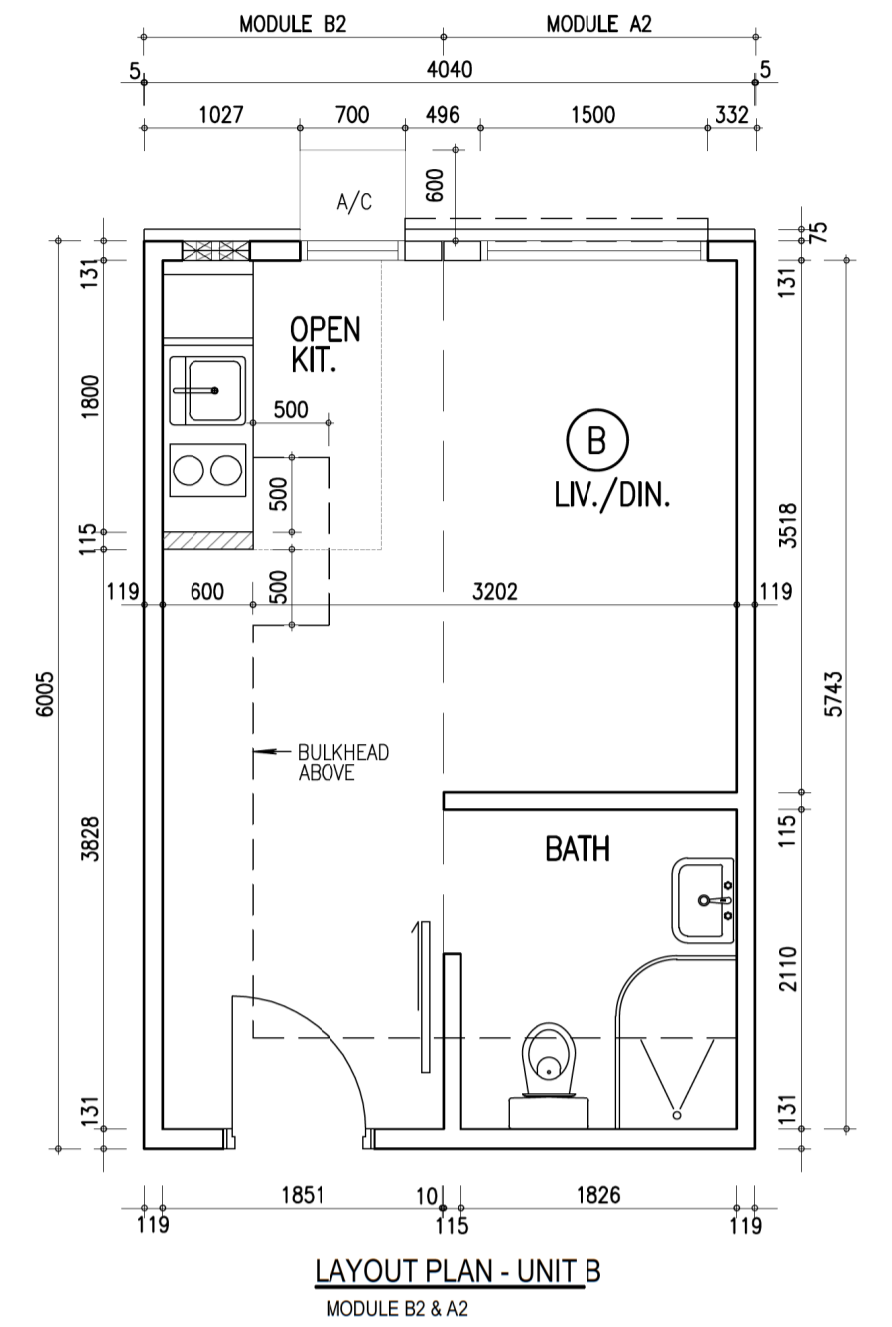 MODULE B2 MODULE A2
5 4040 5
1027 700 496 1500 332
A/C
600
75
131
131
OPEN
KIT.
1800
500
B
LIV./DIN.
500
3518
115
119 600 500 3202 119
6005
5743
BULKHEAD
ABOVE
3828
115
BATH
2110
131
131
1851 10 1826
119 115 119
LAYOUT PLAN - UNIT B
MODULE B2 & A2